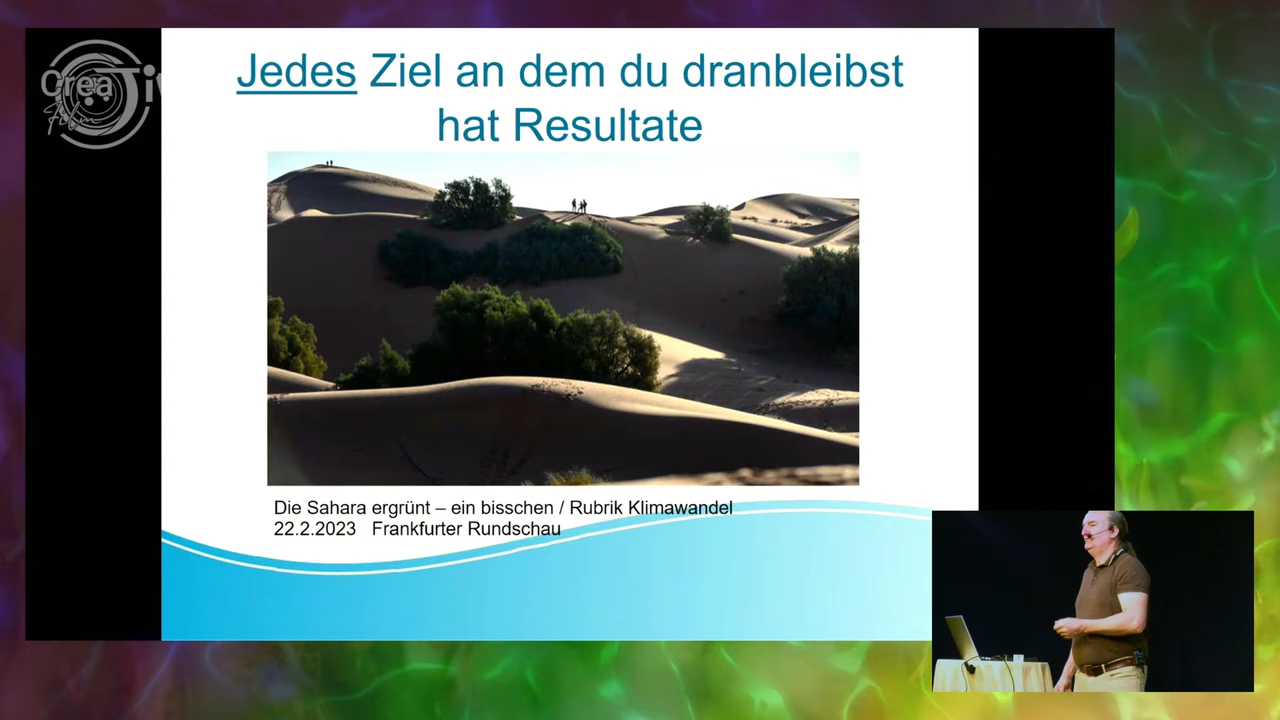 Jedes Ziel an dem du dranbleibst
hat Resultate
Die Sahara ergrünt – ein bisschen / Rubrik Klimawandel
22.2.2023 Frankfurter Rundschau
Film